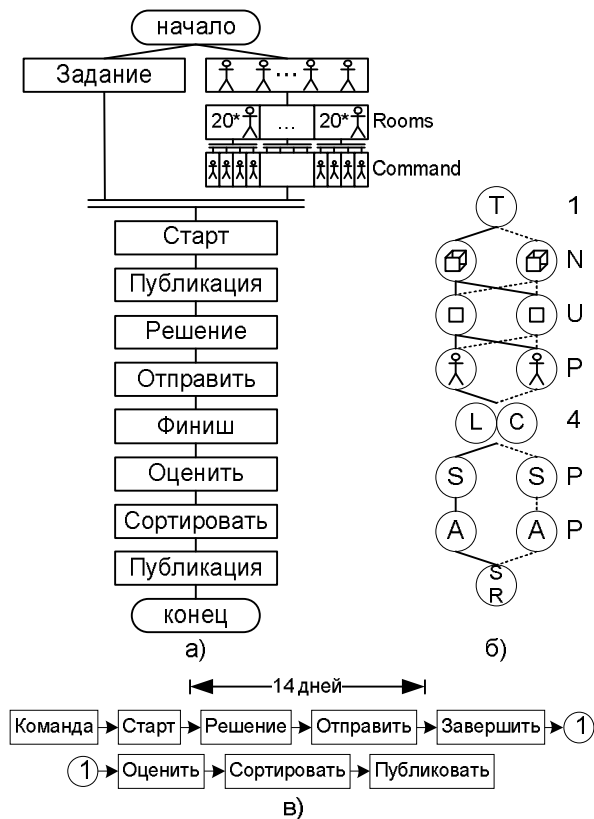 начало
Задание
...
20* ... 20* Rooms
Command
Старт
Публикация
Решение
Отправить
Финиш
Оценить
Сортировать
Публикация
конец
а)
T 1
N
U
P
L C 4
S S P
A A P
S
R
б)
14 дней
Команда Старт Решение Отправить Завершить 1
1 Оценить Сортировать Публиковать
в)